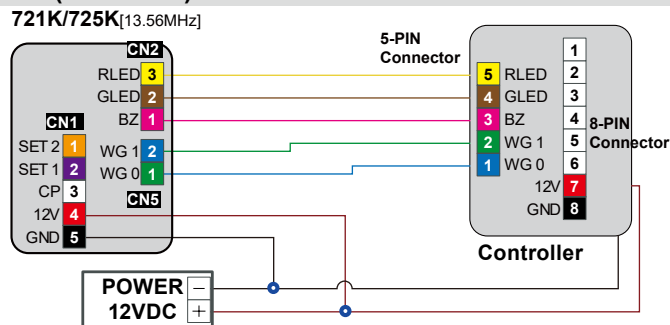 721K/725K[13.56MHz]
CN2
RLED 3
GLED 2
BZ 1
CN1
SET 2 1
SET 1 2
CP 3
12V 4
GND 5
WG 1 2
WG 0 1
CN5
5-PIN
Connector
5 RLED
4 GLED
3 BZ
2 WG 1
1 WG 0
1
2
3
4
5
6
12V 7
GND 8
8-PIN
Connector
Controller
POWER −
12VDC +